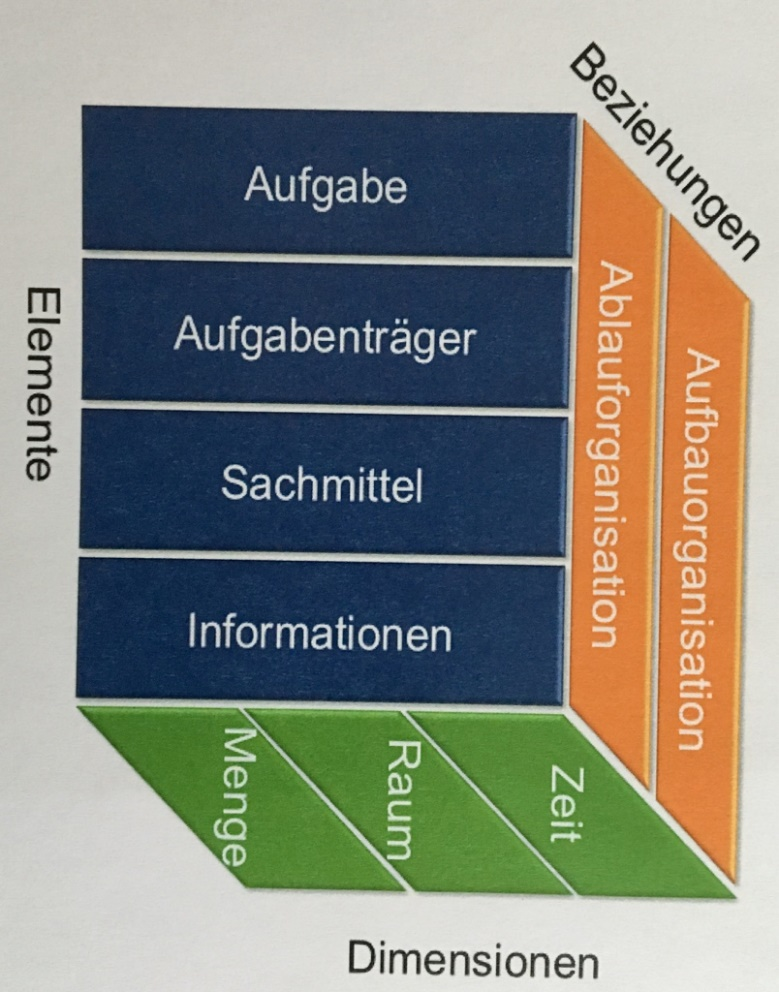 Beziehungen
Aufgabe
Aufgabenträger
Sachmittel
Informationen
Elemente
Ablauforganisation
Aufbauorganisation
Menge
Raum
Zeit
Dimensionen